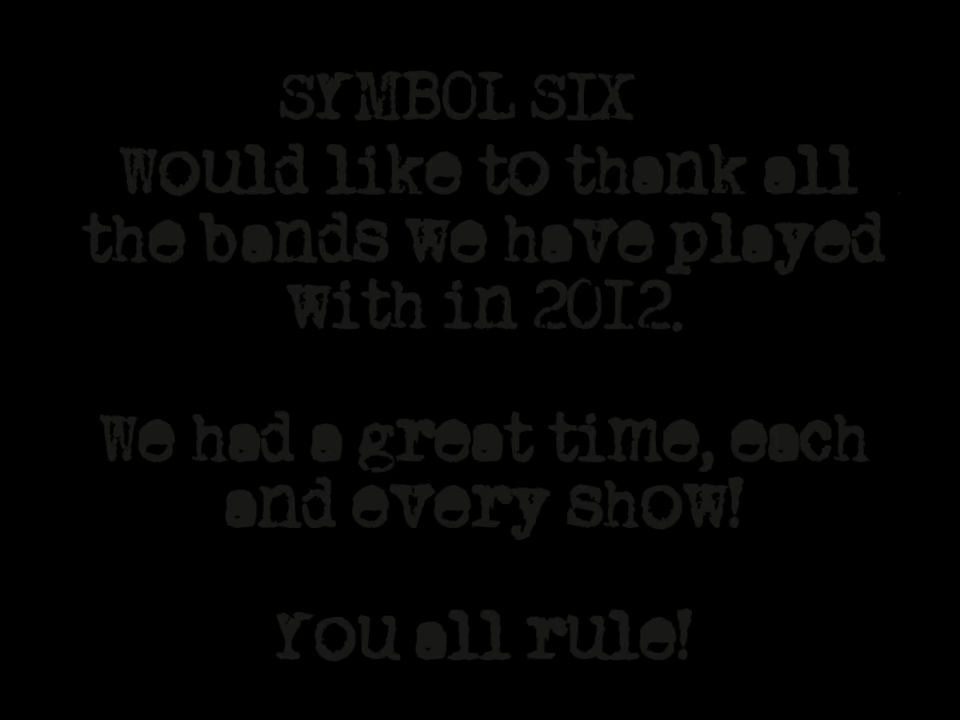 SYMBOL SIX
Would like to thank all
the bands we have played
with in 2012.
We had a great time, each
and every show!
You all rule!